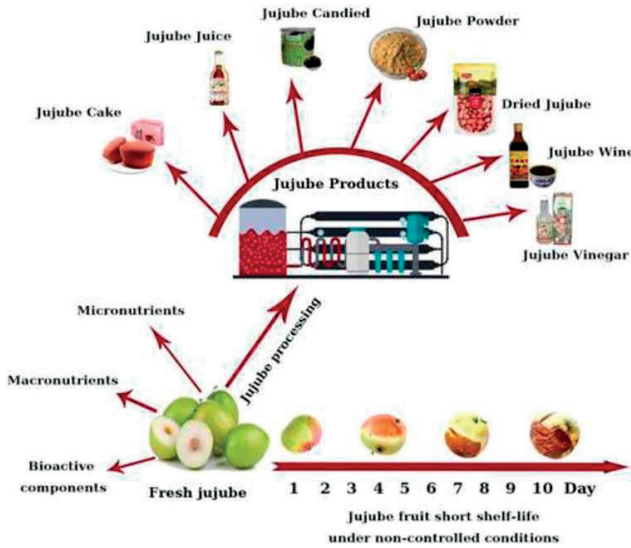 Jujube Candied
Jujube Powder
Jujube Juice
Dried Jujube
Jujube Cake
Jujube Wine
Jujube Products
Jujube Vinegar
Jujube processing
Micronutrients
Macronutrients
Bioactive
components
Fresh jujube
1 2 3 4 5 6 7 8 9 10 Day
Jujube fruit short shelf-life
under non-controlled conditions